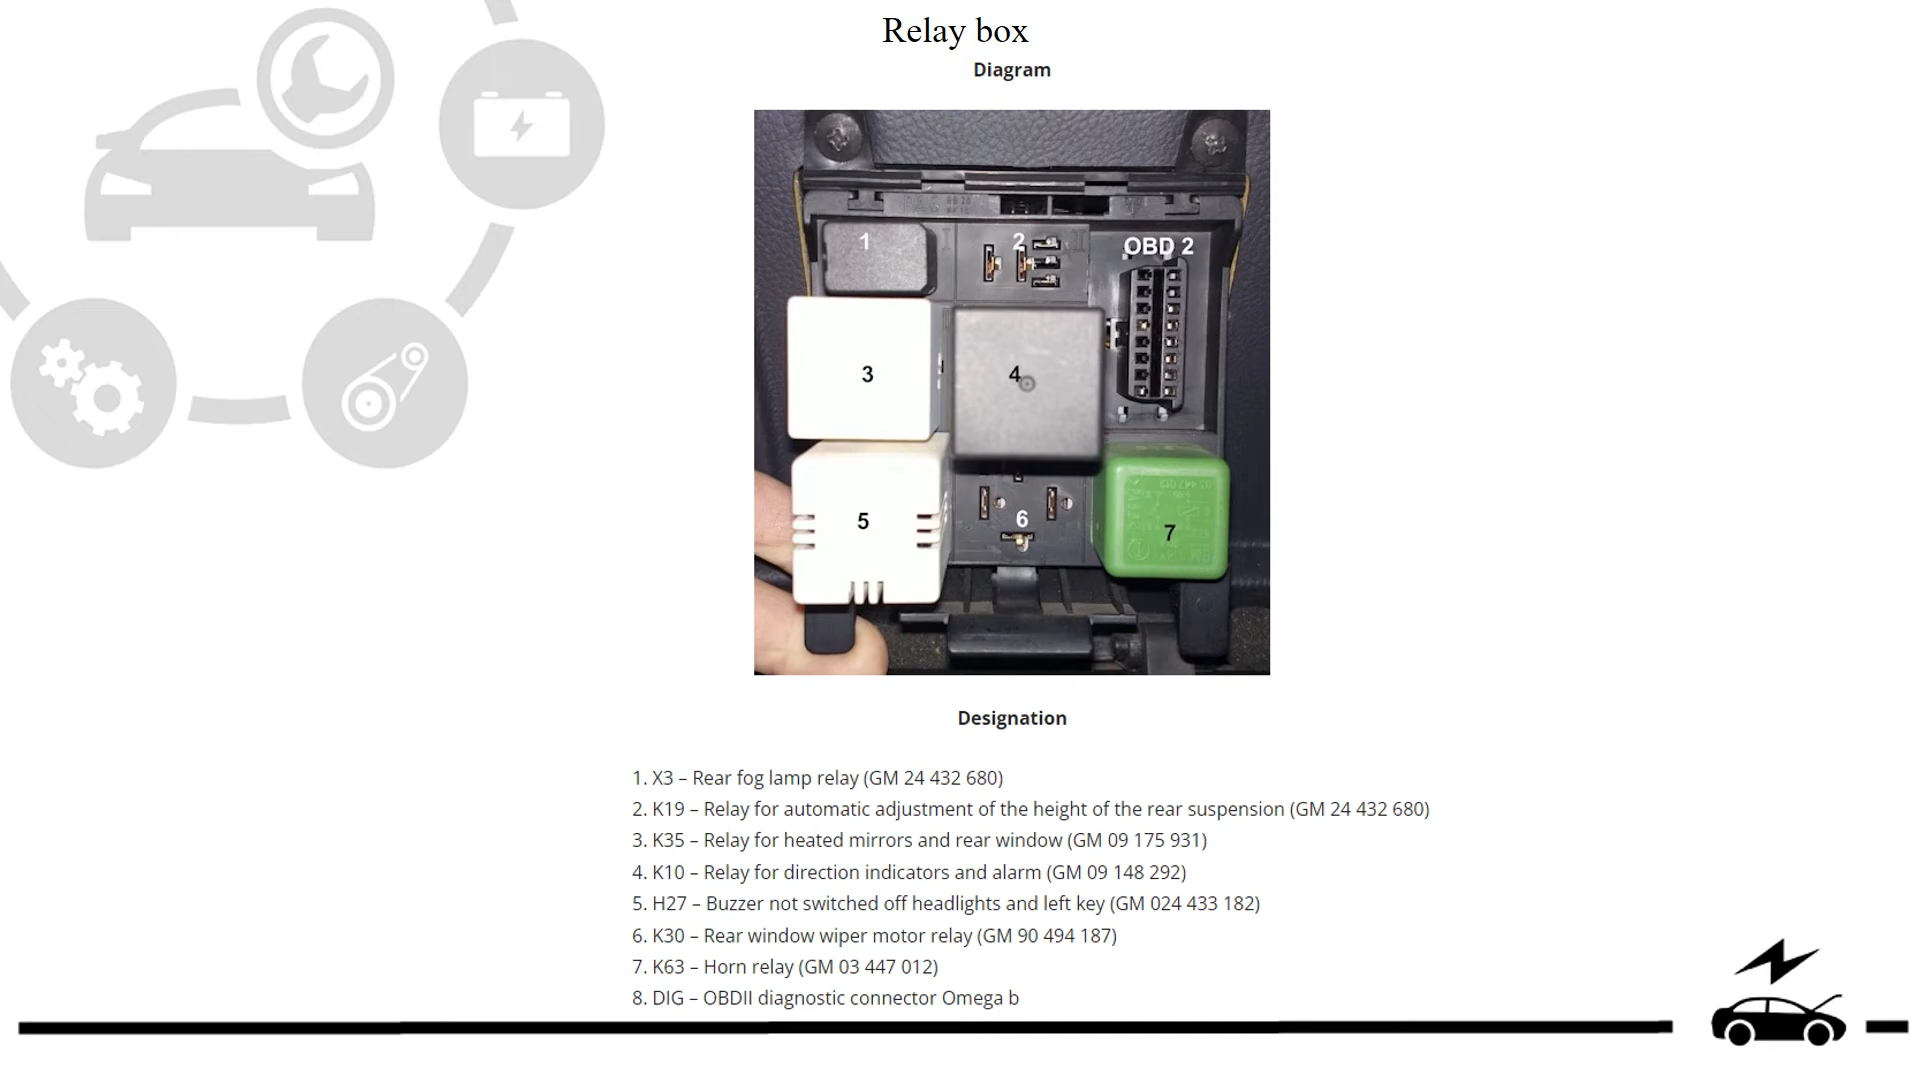 Relay box
Diagram
1
2
OBD 2
3
4
5
6
7
Designation
1. X3 – Rear fog lamp relay (GM 24 432 680)
2. K19 – Relay for automatic adjustment of the height of the rear suspension (GM 24 432 680)
3. K35 – Relay for heated mirrors and rear window (GM 09 175 931)
4. K10 – Relay for direction indicators and alarm (GM 09 148 292)
5. H27 – Buzzer not switched off headlights and left key (GM 024 433 182)
6. K30 – Rear window wiper motor relay (GM 90 494 187)
7. K63 – Horn relay (GM 03 447 012)
8. DIG – OBDII diagnostic connector Omega b